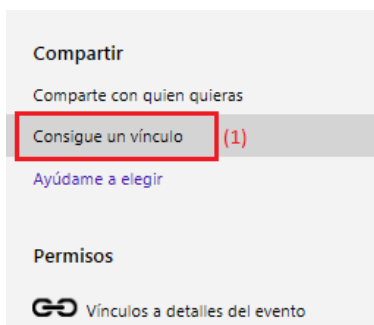 Compartir
Comparte con quien quieras
Consigue un vínculo (1)
Ayúdame a elegir
Permisos
Vínculos a detalles del evento